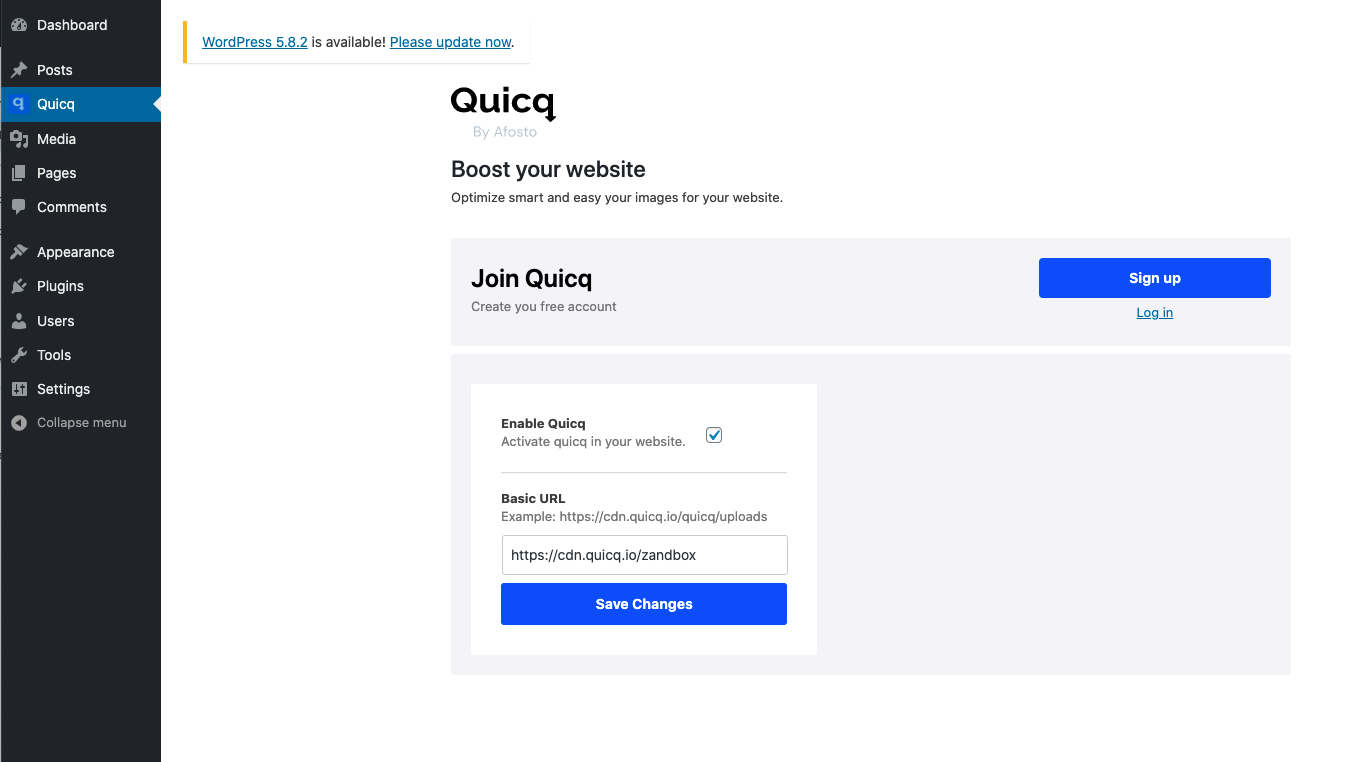 Dashboard
Posts
Quicq
Media
Pages
Comments
Appearance
Plugins
Users
Tools
Settings
Collapse menu
WordPress 5.8.2 is available! Please update now.
Quicq
By Afosto
Boost your website
Optimize smart and easy your images for your website.
Join Quicq
Create you free account
Sign up
Log in
Enable Quicq
Activate quicq in your website.
Basic URL
Example: https://cdn.quicq.io/quicq/uploads
https://cdn.quicq.io/zandbox
Save Changes